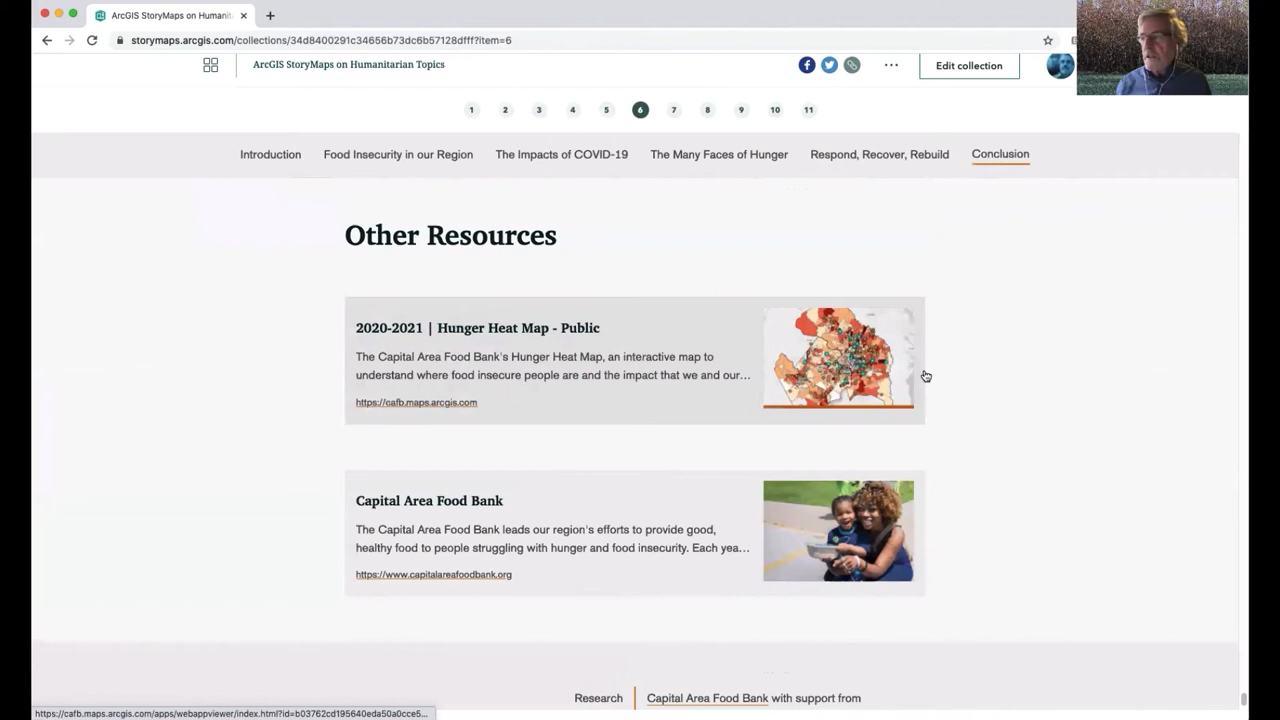 ArcGIS StoryMaps on Humanit
storymaps.arcgis.com/collections/34d8400291c34656b73dc6b57128dfff?item=6
ArcGIS StoryMaps on Humanitarian Topics
Edit collection
1 2 3 4 5 6 7 8 9 10 11
Introduction Food Insecurity in our Region The Impacts of COVID-19 The Many Faces of Hunger Respond, Recover, Rebuild Conclusion
Other Resources
2020-2021 | Hunger Heat Map - Public
The Capital Area Food Bank's Hunger Heat Map, an interactive map to
understand where food insecure people are and the impact that we and our...
https://cafb.maps.arcgis.com
Capital Area Food Bank
The Capital Area Food Bank leads our region's efforts to provide good,
healthy food to people struggling with hunger and food insecurity. Each yea...
https://www.capitalareafoodbank.org
Research Capital Area Food Bank with support from
https://cafb.maps.arcgis.com/apps/webappviewer/index.html?id=b03762cd195640eda50a0cce5...